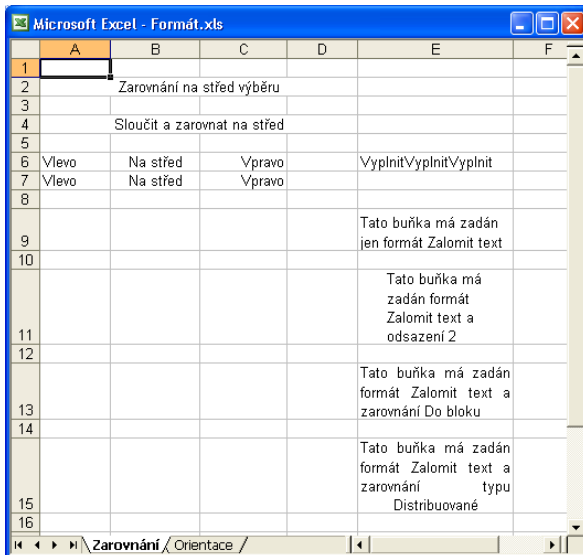 Microsoft Excel - Formát.xls
A B C D E F
1
2 Zarovnání na střed výběru
3
4 Sloučit a zarovnat na střed
5
6 Vlevo Na střed Vpravo VyplnitVyplnitVyplnit
7 Vlevo Na střed Vpravo
8
Tato buňka má zadán
9 jen formát Zalomit text
10
Tato buňka má
zadán formát
Zalomit text a
11 odsazení 2
12
Tato buňka má zadán
formát Zalomit text a
13 zarovnání Do bloku
14
Tato buňka má zadán
formát Zalomit text a
zarovnání typu
15 Distribuované
16
Zarovnání Orientace